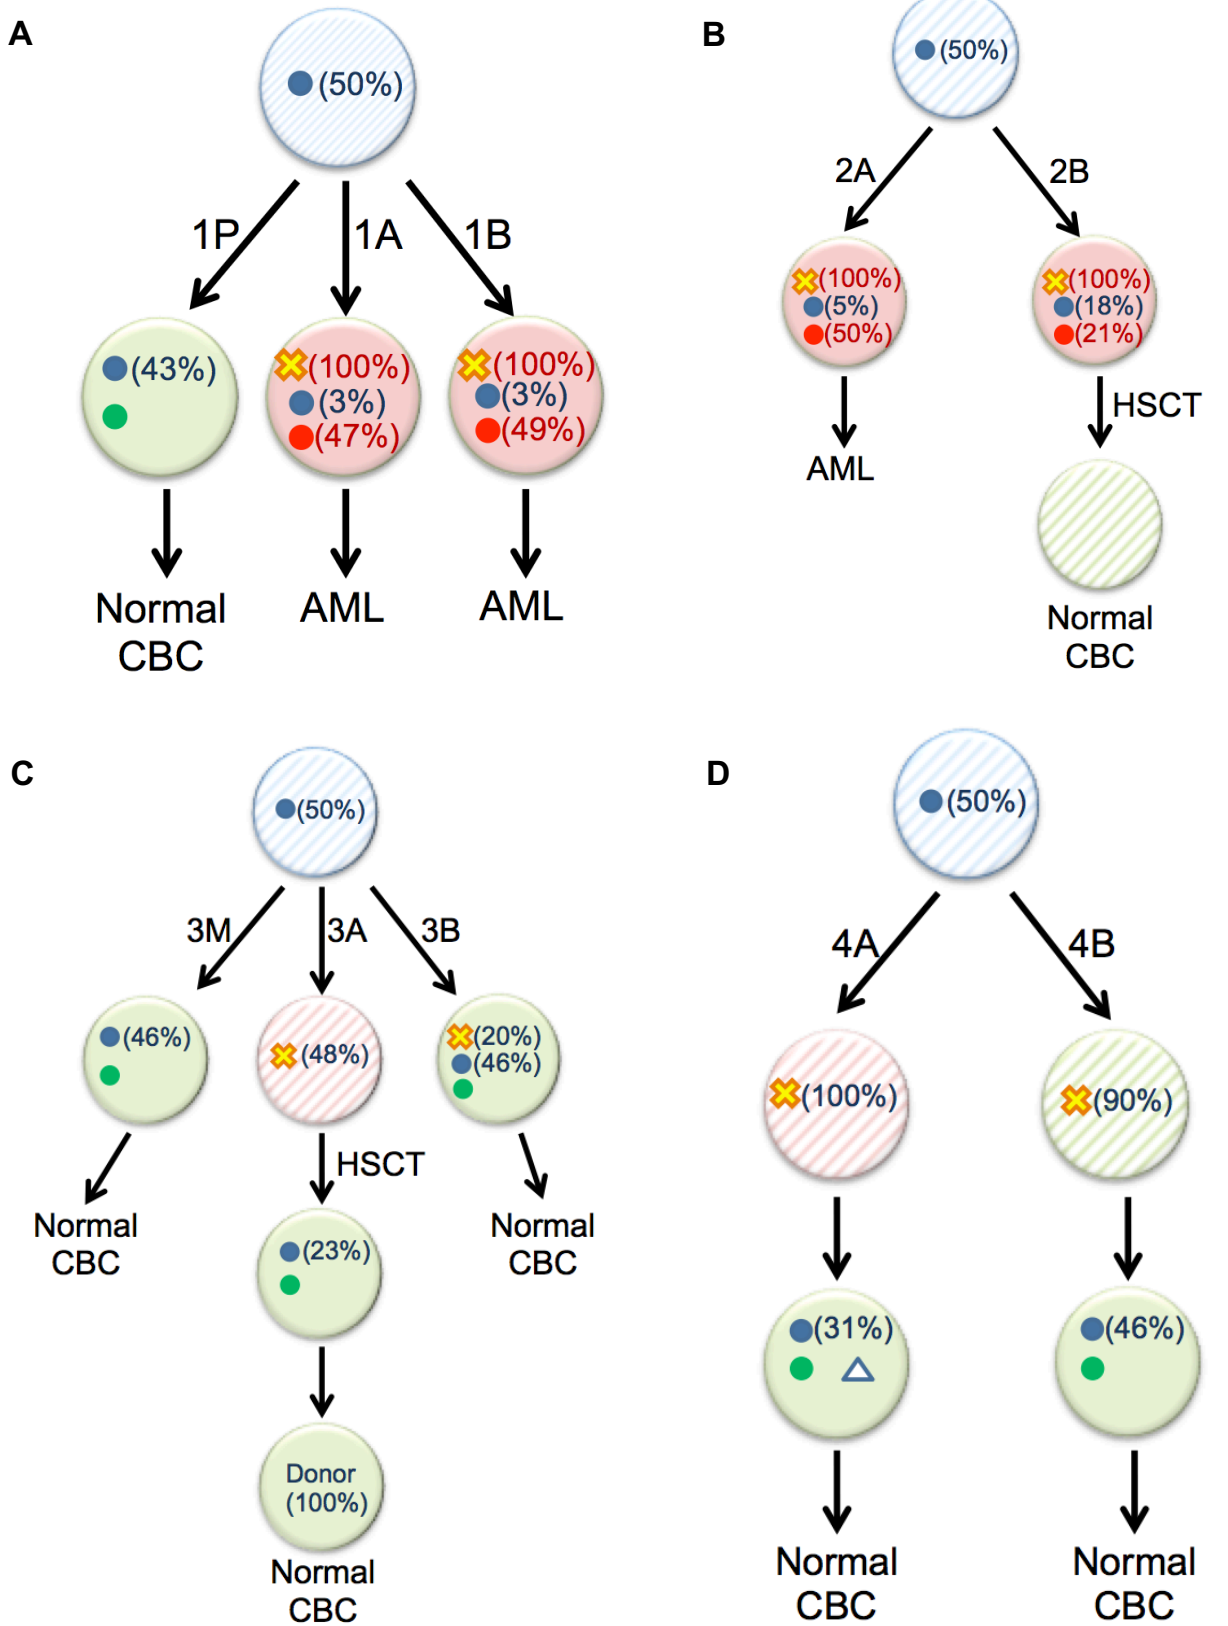 A
(50%)
1P
1A
1B
(43%)
(100%)
(3%)
(47%)
(100%)
(3%)
(49%)
Normal
CBC
AML
AML
B
(50%)
2A
2B
(100%)
(5%)
(50%)
(100%)
(18%)
(21%)
AML
HSCT
Normal
CBC
C
(50%)
3M
3A
3B
(46%)
(48%)
(20%)
(46%)
Normal
CBC
HSCT
Normal
CBC
(23%)
Donor
(100%)
Normal
CBC
D
(50%)
4A
4B
(100%)
(90%)
(31%)
(46%)
Normal
CBC
Normal
CBC